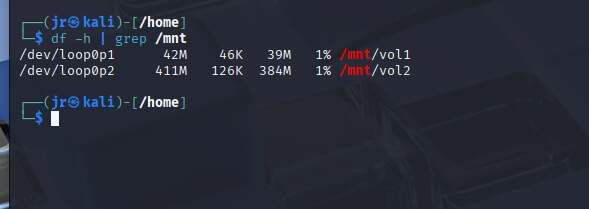 ┌──(jr㉿kali)-[/home]
└─$ df -h | grep /mnt
/dev/loop0p1      42M   46K   39M   1% /mnt/vol1
/dev/loop0p2     411M  126K  384M   1% /mnt/vol2
┌──(jr㉿kali)-[/home]
└─$